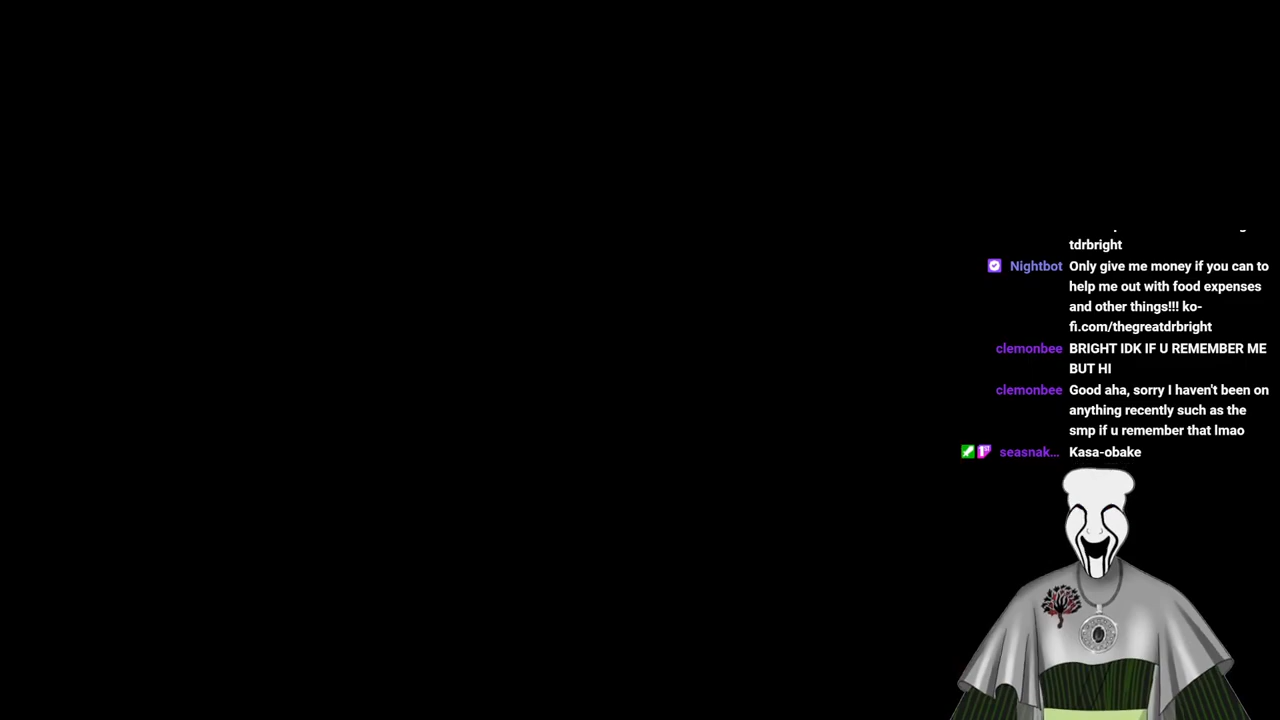 tdrbright
Nightbot Only give me money if you can to
help me out with food expenses
and other things!!! ko-
fi.com/thegreatdrbright
clemonbee BRIGHT IDK IF U REMEMBER ME
BUT HI
clemonbee Good aha, sorry I haven't been on
anything recently such as the
smp if u remember that lmao
seasnak... Kasa-obake